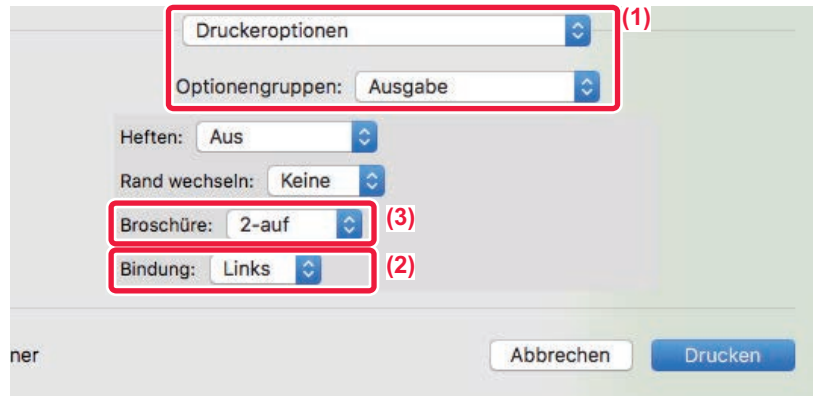 Druckeroptionen (1)
Optionengruppen: Ausgabe
Heften: Aus
Rand wechseln: Keine
Broschüre: 2-auf (3)
Bindung: Links (2)
ner Abbrechen Drucken